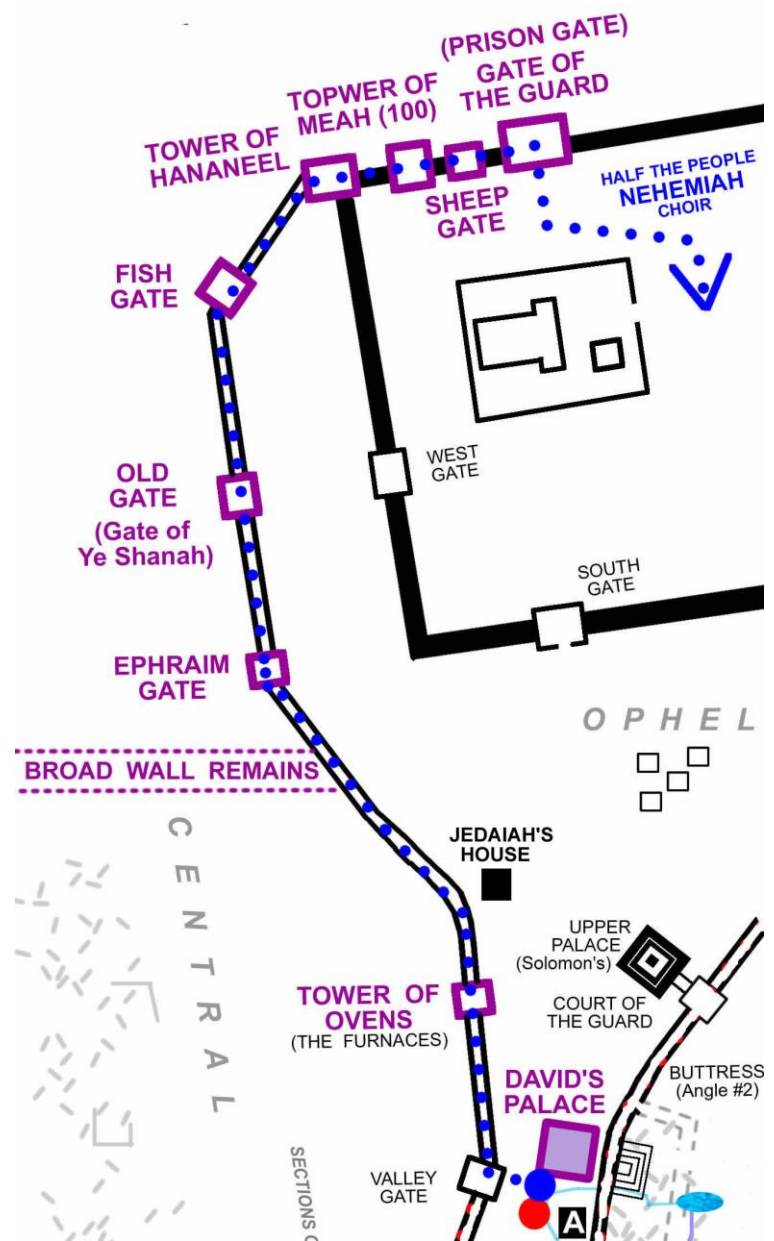 (PRISON GATE)
GATE OF
THE GUARD
TOPWER OF
MEAH (100)
TOWER OF
HANANEEL
SHEEP
GATE
HALF THE PEOPLE
NEHEMIAH
CHOIR
FISH
GATE
WEST
GATE
OLD
GATE
(Gate of
Ye Shanah)
SOUTH
GATE
EPHRAIM
GATE
OPHEL
BROAD WALL REMAINS
CENTRAL
JEDAIAH'S
HOUSE
UPPER
PALACE
(Solomon's)
COURT OF
THE GUARD
TOWER OF
OVENS
(THE FURNACES)
BUTTRESS
(Angle #2)
DAVID'S
PALACE
VALLEY
GATE
SECTIONS
A